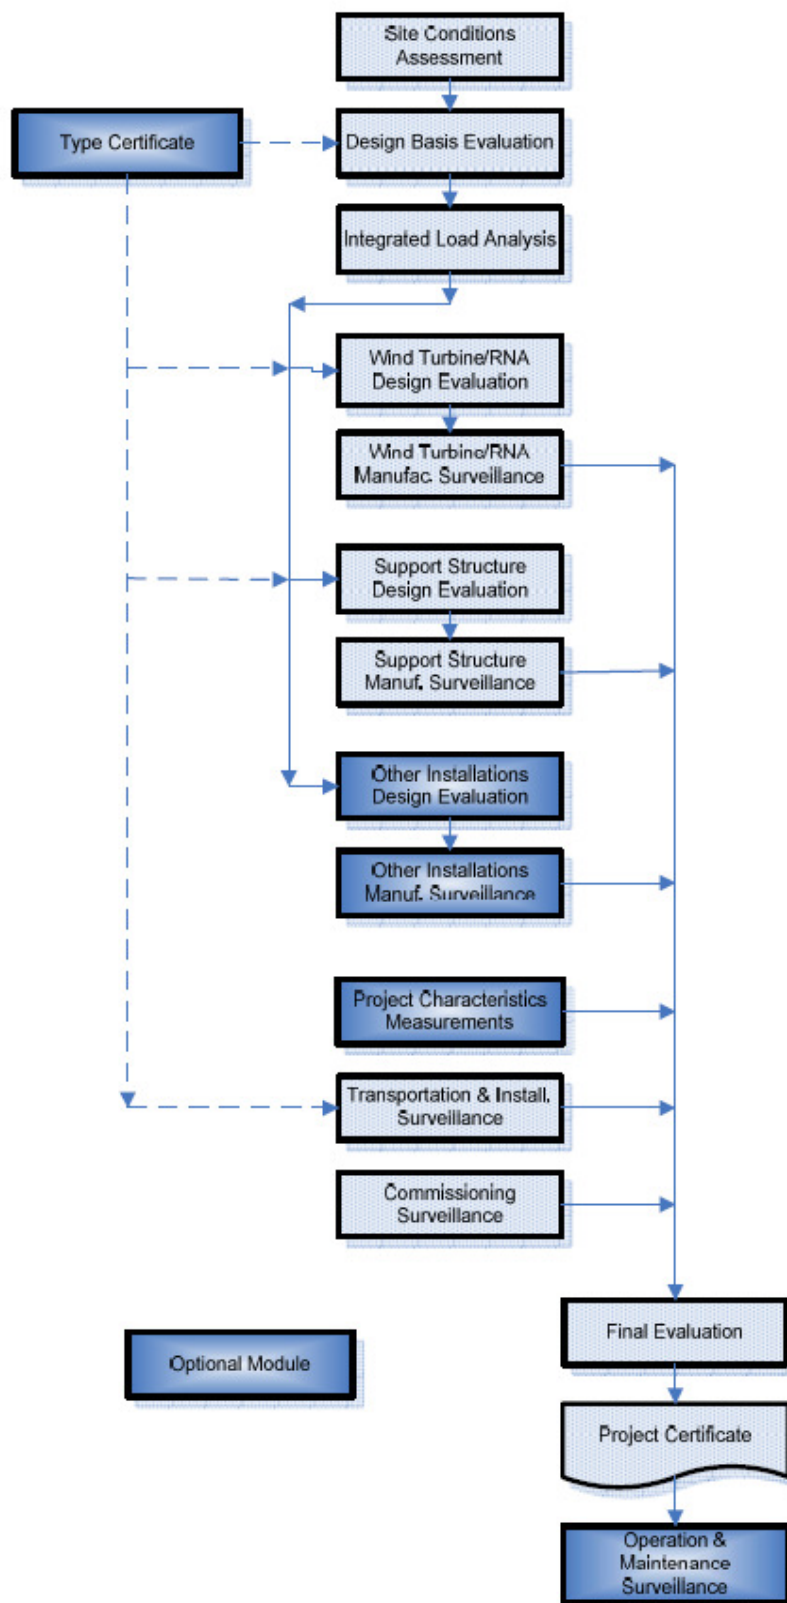 Site Conditions
Assessment
Type Certificate
Design Basis Evaluation
Integrated Load Analysis
Wind Turbine/RNA
Design Evaluation
Wind Turbine/RNA
Manufac. Surveillance
Support Structure
Design Evaluation
Support Structure
Manuf. Surveillance
Other Installations
Design Evaluation
Other Installations
Manuf. Surveillance
Project Characteristics
Measurements
Transportation & Install.
Surveillance
Commissioning
Surveillance
Final Evaluation
Optional Module
Project Certificate
Operation &
Maintenance
Surveillance